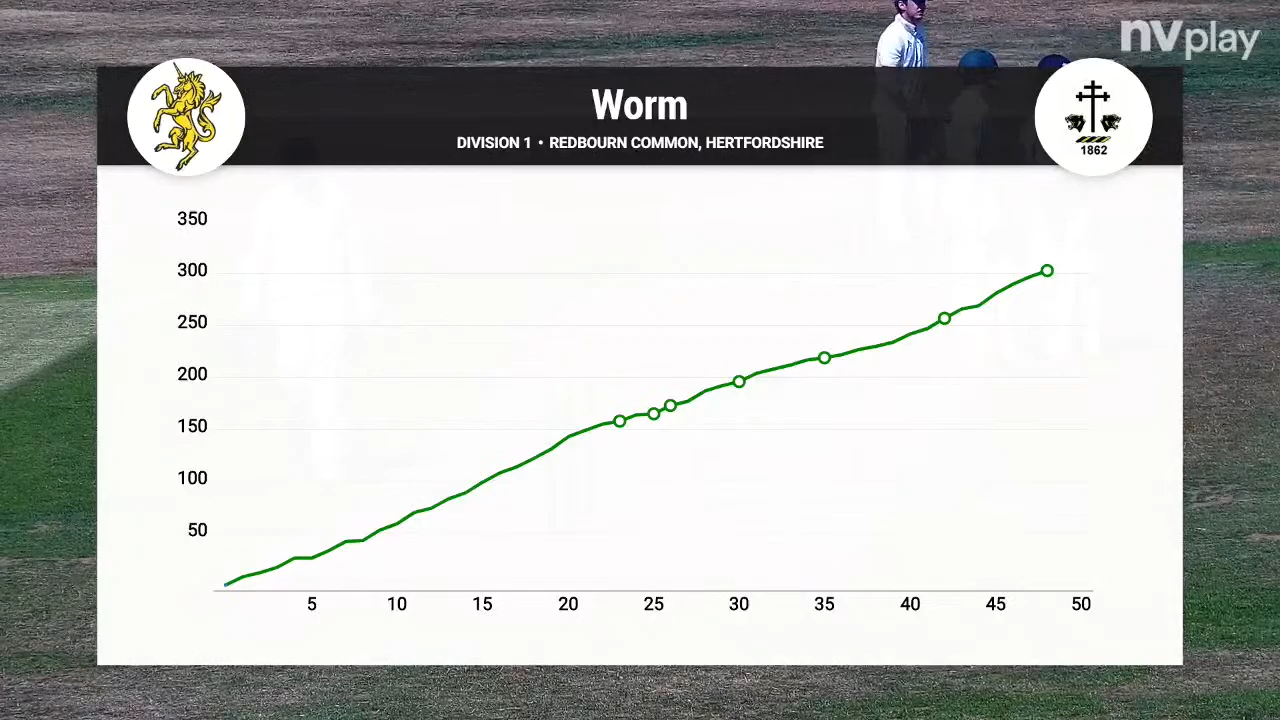 nvplay
Worm
DIVISION 1 • REDBOURN COMMON, HERTFORDSHIRE
1862
350
300
250
200
150
100
50
5 10 15 20 25 30 35 40 45 50